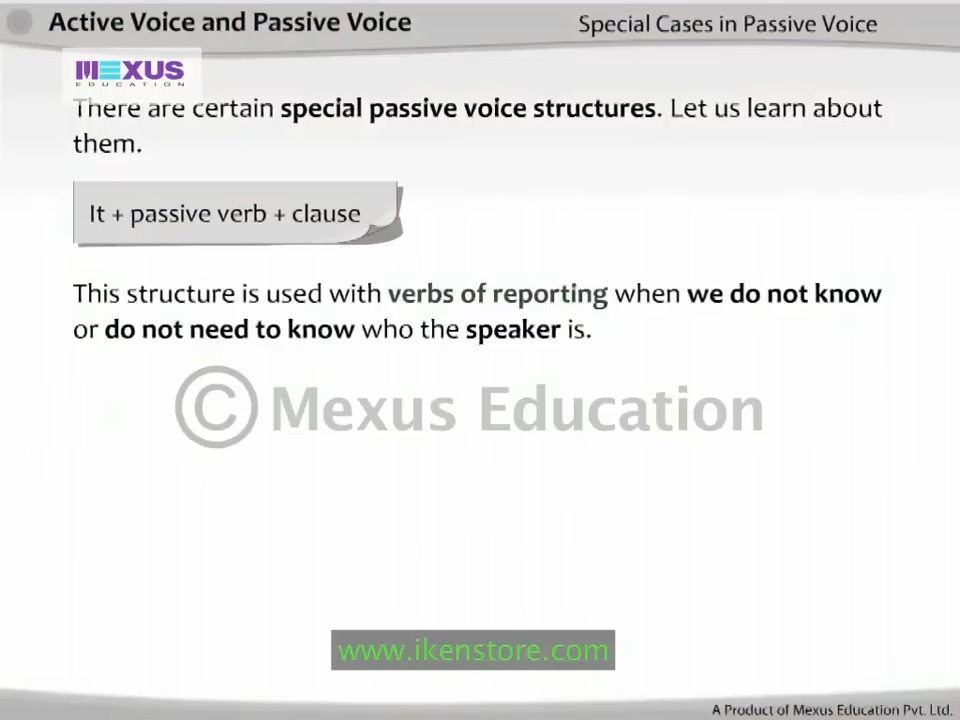 Active Voice and Passive Voice
Special Cases in Passive Voice
MEXUS
EDUCATION
There are certain special passive voice structures. Let us learn about
them.
It + passive verb + clause
This structure is used with verbs of reporting when we do not know
or do not need to know who the speaker is.
© Mexus Education
www.ikenstore.com
A Product of Mexus Education Pvt. Ltd.